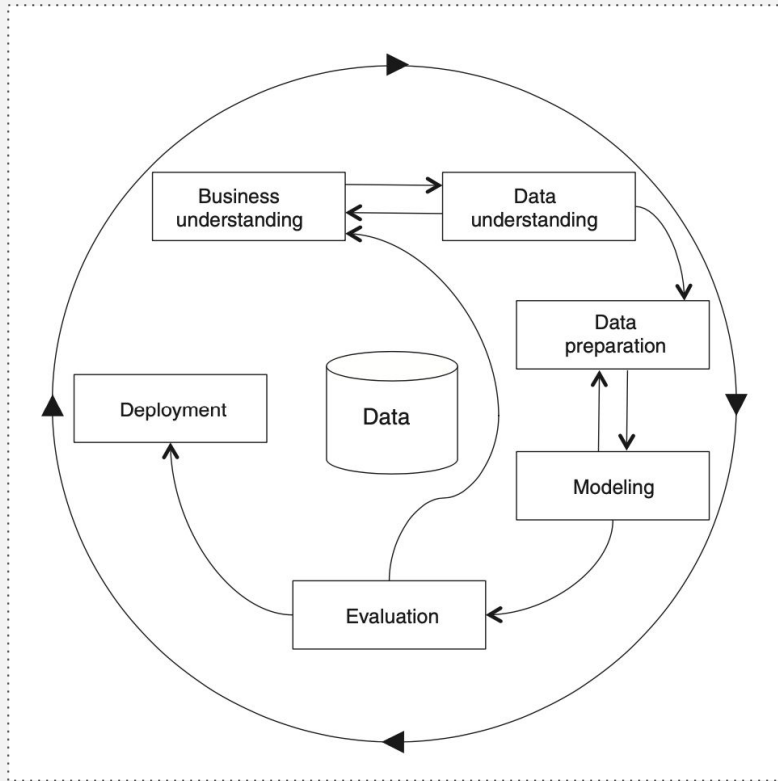 Business
understanding
Data
understanding
Data
preparation
Modeling
Evaluation
Deployment
Data